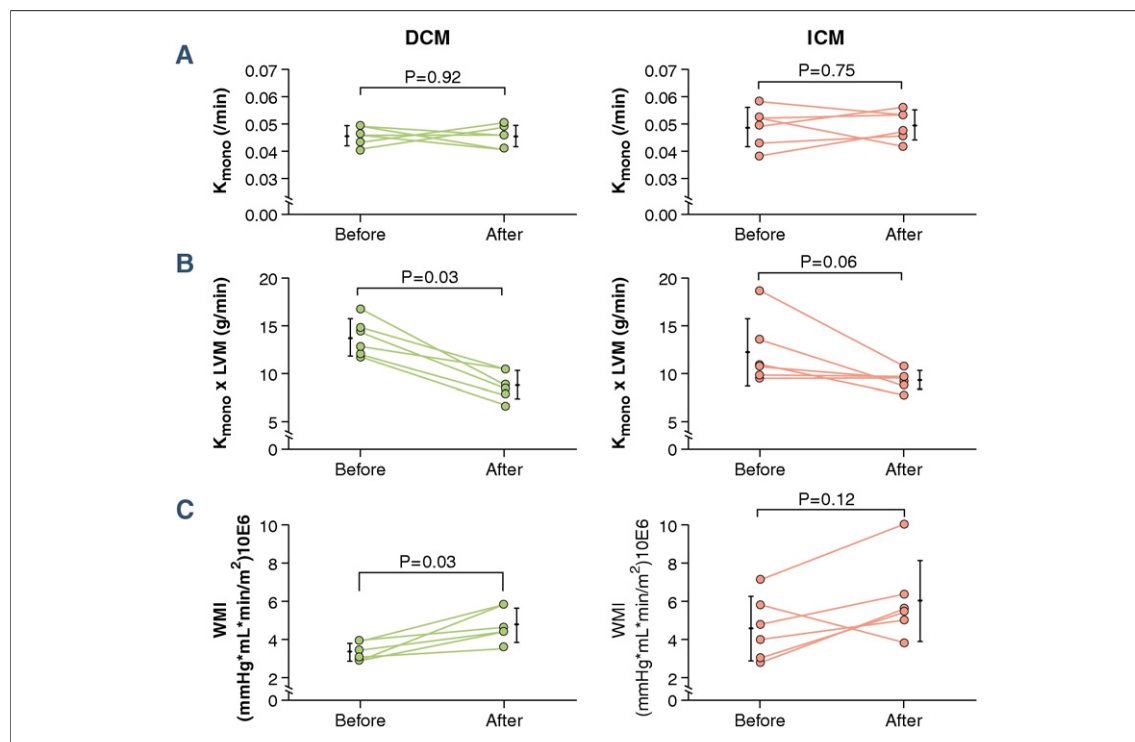 DCM
ICM
A
K_mono (/min)
0.07
0.06
0.05
0.04
0.03
0.00
P=0.92
Before
After
K_mono (/min)
0.07
0.06
0.05
0.04
0.03
0.00
P=0.75
Before
After
B
K_mono x LVM (g/min)
20
15
10
5
0
P=0.03
Before
After
K_mono x LVM (g/min)
20
15
10
5
0
P=0.06
Before
After
C
WMI
(mmHg*mL*min/m²)10E6
10
8
6
4
2
0
P=0.03
Before
After
WMI
(mmHg*mL*min/m²)10E6
10
8
6
4
2
0
P=0.12
Before
After